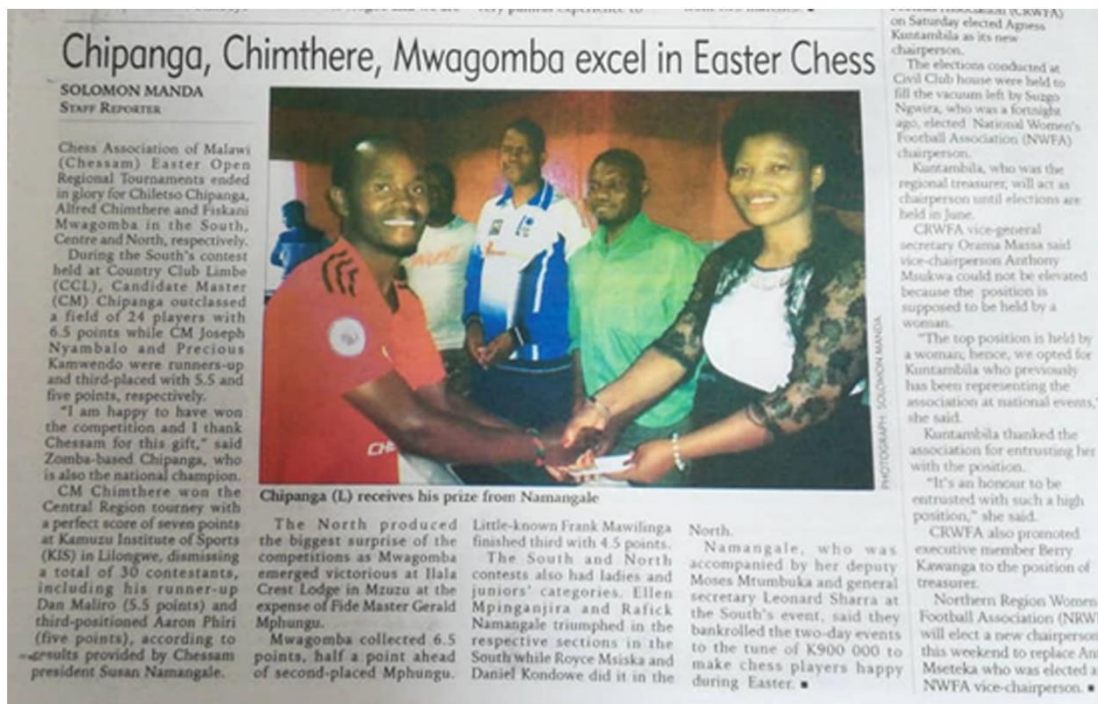 Chipanga, Chimthere, Mwagomba excel in Easter Chess
SOLOMON MANDA
STAFF REPORTER
Chess Association of Malawi
(Chessam) Easter Open
Regional Tournaments ended
in glory for Chiletso Chipanga,
Alfred Chimthere and Fiskani
Mwagomba in the South,
Centre and North, respectively.
During the South's contest
held at Country Club Limbe
(CCL), Candidate Master
(CM) Chipanga outclassed
a field of 24 players with
6.5 points while CM Joseph
Nyambalo and Precious
Kamwendo were runners-up
and third-placed with 5.5 and
five points, respectively.
"I am happy to have won
the competition and I thank
Chessam for this gift," said
Zomba-based Chipanga, who
is also the national champion.
CM Chimthere won the
Central Region tourney with
a perfect score of seven points
at Kamuzu Institute of Sports
(KIS) in Lilongwe, dismissing
a total of 30 contestants,
including his runner-up
Dan Maliro (5.5 points) and
third-positioned Aaron Phiri
(five points), according to
results provided by Chessam
president Susan Namangale.
PHOTOGRAPH: SOLOMON MANDA
Chipanga (L) receives his prize from Namangale
The North produced
the biggest surprise of the
competitions as Mwagomba
emerged victorious at Ilala
Crest Lodge in Mzuzu at the
expense of Fide Master Gerald
Mphungu.
Mwagomba collected 6.5
points, half a point ahead
of second-placed Mphungu.
Little-known Frank Mawilinga
finished third with 4.5 points.
The South and North
contests also had ladies and
juniors' categories. Ellen
Mpinganjira and Rafick
Namangale triumphed in the
respective sections in the
South while Royce Msiska and
Daniel Kondowe did it in the
North.
Namangale, who was
accompanied by her deputy
Moses Mtumbuka and general
secretary Leonard Sharra at
the South's event, said they
bankrolled the two-day events
to the tune of K900 000 to
make chess players happy
during Easter. ■
on Saturday elected Agness
Kuntambila as its new
chairperson.
The elections conducted at
Civil Club house were held to
fill the vacuum left by Suzgo
Ngwira, who was a fortnight
ago, elected National Women's
Football Association (NWFA)
chairperson.
Kuntambila, who was the
regional treasurer, will act as
chairperson until elections are
held in June.
CRWFA vice-general
secretary Orama Massa said
vice-chairperson Anthony
Msukwa could not be elevated
because the position is
supposed to be held by a
woman.
"The top position is held by
a woman; hence, we opted for
Kuntambila who previously
has been representing the
association at national events,"
she said.
Kuntambila thanked the
association for entrusting her
with the position.
"It's an honour to be
entrusted with such a high
position," she said.
CRWFA also promoted
executive member Berry
Kawanga to the position of
treasurer.
Northern Region Women
Football Association
will elect a new chairperson
this weekend to replace
Mseteka who was elected
NWFA vice-chairperson. ■